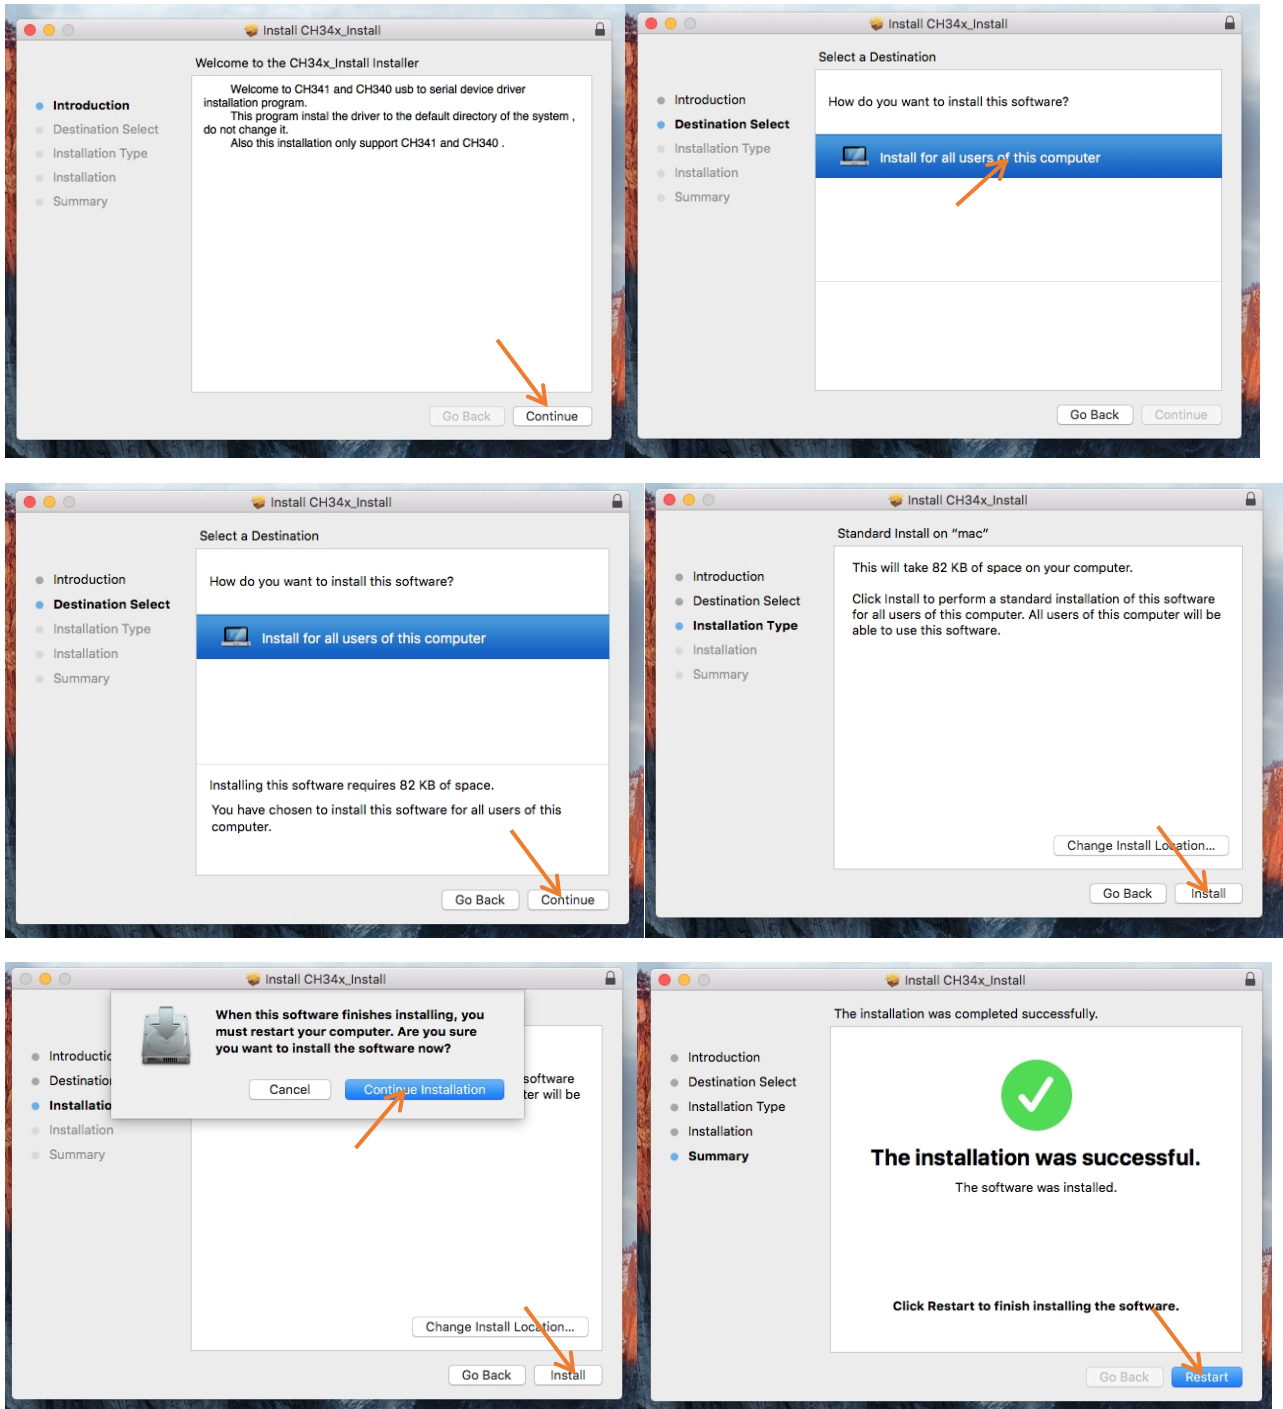 Install CH34x_Install
Welcome to the CH34x_Install Installer
Introduction
Destination Select
Installation Type
Installation
Summary
Welcome to CH341 and CH340 usb to serial device driver
installation program.
This program instal the driver to the default directory of the system ,
do not change it.
Also this installation only support CH341 and CH340 .
Go Back
Continue
Install CH34x_Install
Select a Destination
Introduction
Destination Select
Installation Type
Installation
Summary
How do you want to install this software?
Install for all users of this computer
Go Back
Continue
Install CH34x_Install
Select a Destination
Introduction
Destination Select
Installation Type
Installation
Summary
How do you want to install this software?
Install for all users of this computer
Installing this software requires 82 KB of space.
You have chosen to install this software for all users of this
computer.
Go Back
Continue
Install CH34x_Install
Standard Install on “mac”
Introduction
Destination Select
Installation Type
Installation
Summary
This will take 82 KB of space on your computer.
Click Install to perform a standard installation of this software
for all users of this computer. All users of this computer will be
able to use this software.
Change Install Location...
Go Back
Install
Install CH34x_Install
When this software finishes installing, you
must restart your computer. Are you sure
you want to install the software now?
Cancel
Continue Installation
Introductio
Destination
Installatio
Installation
Summary
software
ter will be
Change Install Location...
Go Back
Install
Install CH34x_Install
The installation was completed successfully.
Introduction
Destination Select
Installation Type
Installation
Summary
The installation was successful.
The software was installed.
Click Restart to finish installing the software.
Go Back
Restart